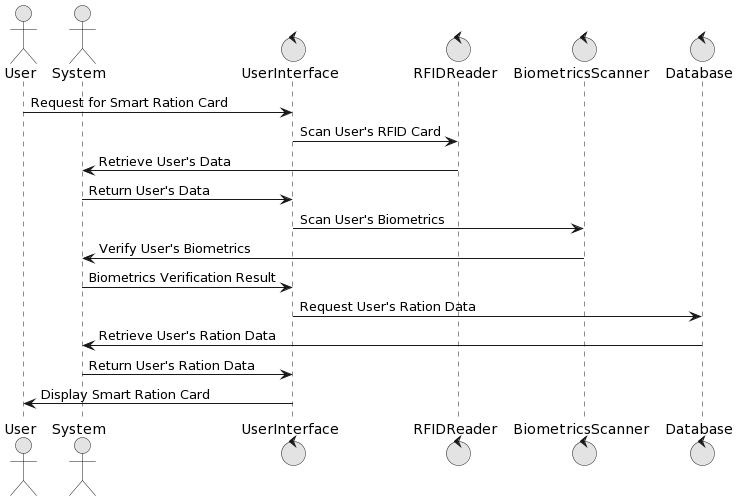 User System UserInterface RFIDReader BiometricsScanner Database
Request for Smart Ration Card
Scan User's RFID Card
Retrieve User's Data
Return User's Data
Scan User's Biometrics
Verify User's Biometrics
Biometrics Verification Result
Request User's Ration Data
Retrieve User's Ration Data
Return User's Ration Data
Display Smart Ration Card
User System UserInterface RFIDReader BiometricsScanner Database